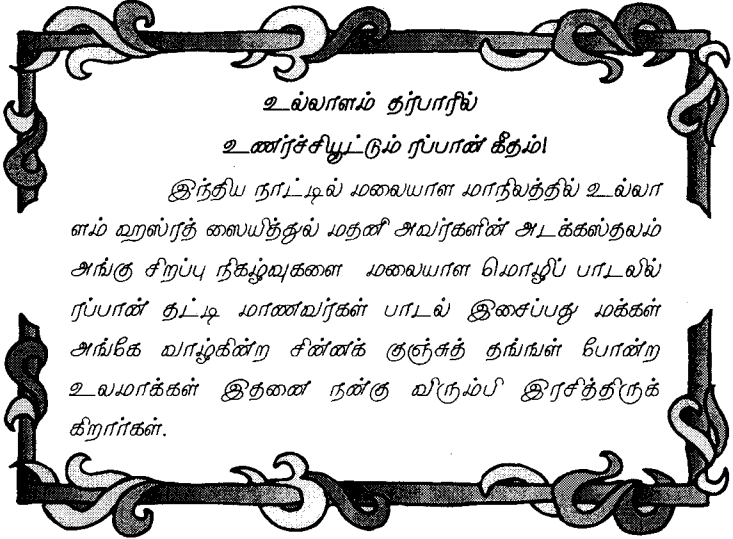 உல்லாளம் தர்பாரில்
உணர்ச்சியூட்டும் ரப்பான் கீதம்!
இந்திய நாட்டில் மலையாள மாநிலத்தில் உல்லா
ளம் ஹஸ்ரத் ஸையித்துல் மதனீ அவர்களின் அடக்கஸ்தலம்
அங்கு சிறப்பு நிகழ்வுகளை மலையாள மொழிப் பாடலில்
ரப்பான் தட்டி மாணவர்கள் பாடல் இசைப்பது மக்கள்
அங்கே வாழ்கின்ற சின்னக் குஞ்சுத் தங்ஙள் போன்ற
உலமாக்கள் இதனை நன்கு விரும்பி இரசித்திருக்
கிறார்கள்.